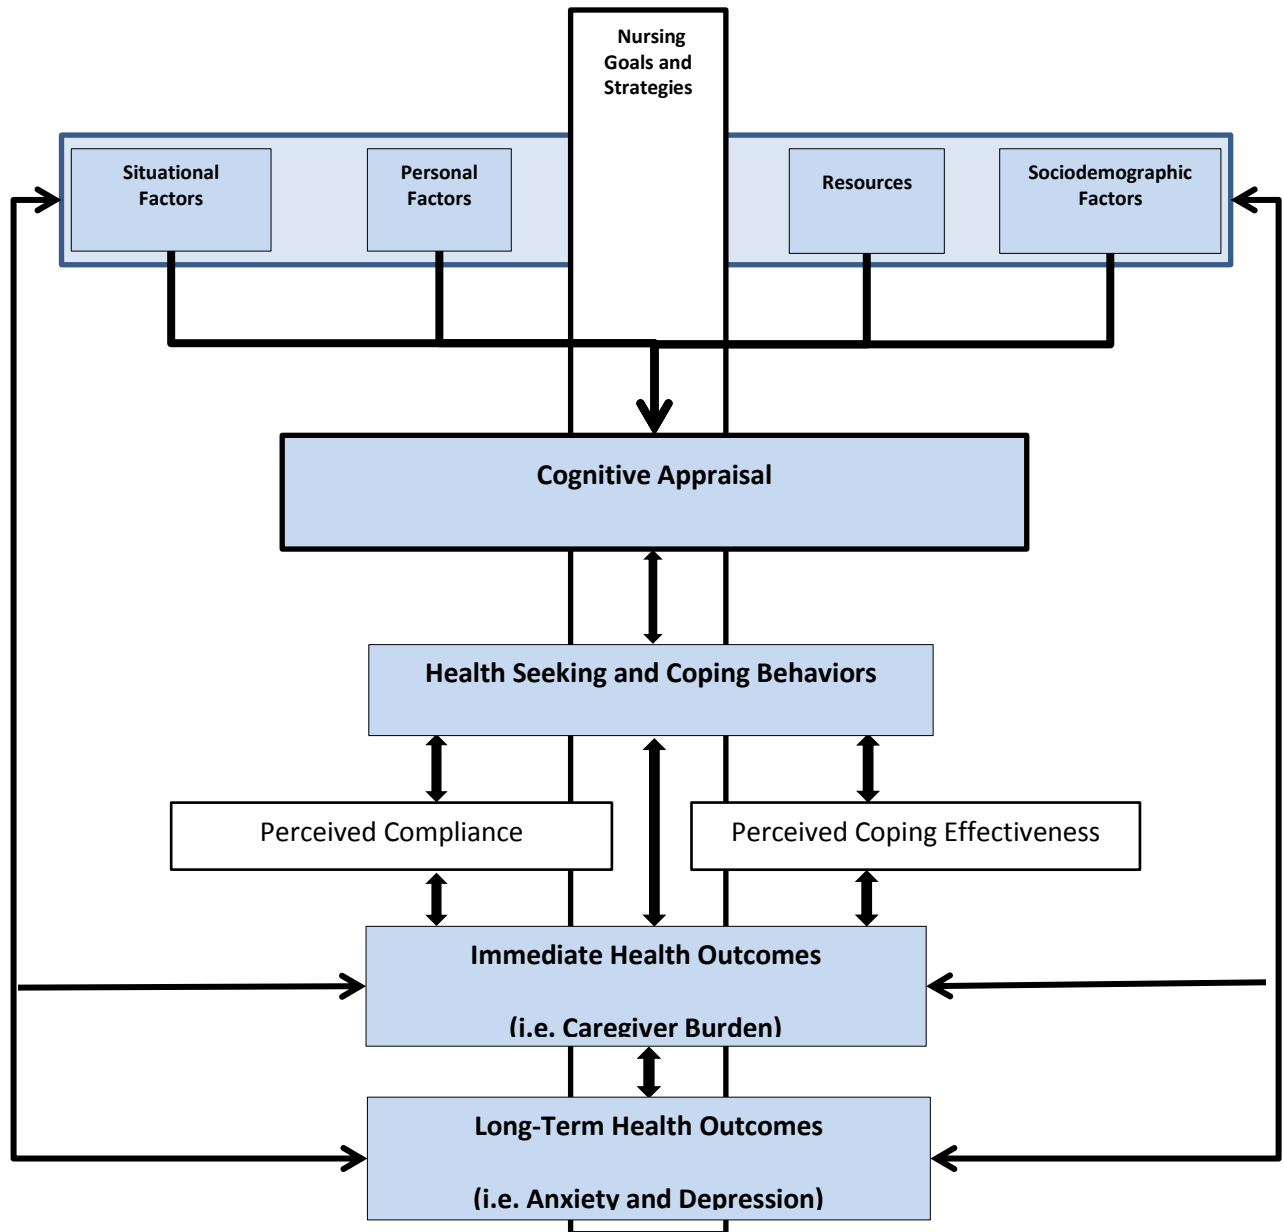 Nursing
Goals and
Strategies
Situational
Factors
Personal
Factors
Resources
Sociodemographic
Factors
Cognitive Appraisal
Health Seeking and Coping Behaviors
Perceived Compliance
Perceived Coping Effectiveness
Immediate Health Outcomes
(i.e. Caregiver Burden)
Long-Term Health Outcomes
(i.e. Anxiety and Depression)